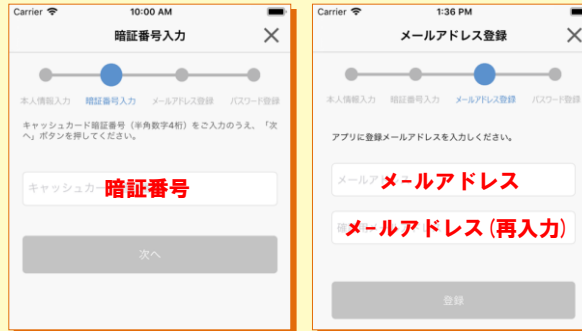 Carrier 10:00 AM
暗証番号入力 ×
本人情報入力 暗証番号入力 メールアドレス登録 パスワード登録
キャッシュカード暗証番号（半角数字4桁）をご入力のうえ、「次
へ」ボタンを押してください。
キャッシュカー
暗証番号
次へ
Carrier 1:36 PM
メールアドレス登録 ×
本人情報入力 暗証番号入力 メールアドレス登録 パスワード登録
アプリに登録メールアドレスを入力しください。
メールア
メールアドレス
メールアドレス(再入力)
登録